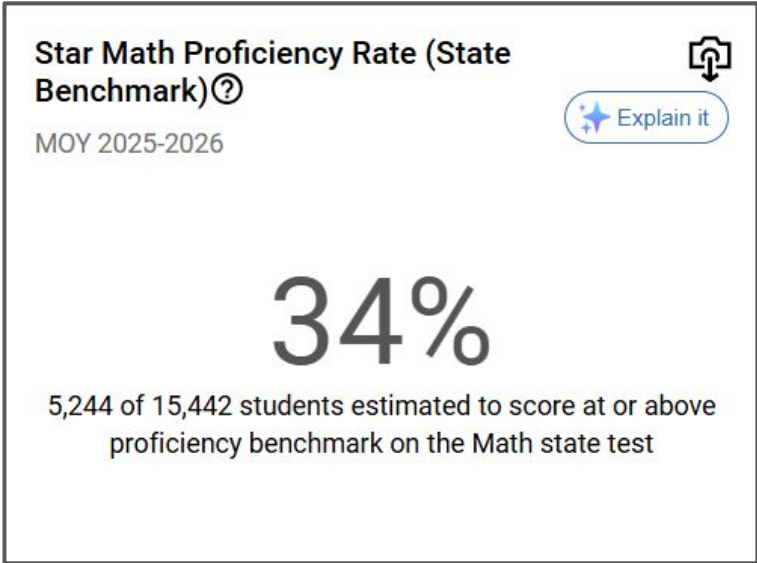 Star Math Proficiency Rate (State
Benchmark)?
Explain it
MOY 2025-2026
34%
5,244 of 15,442 students estimated to score at or above
proficiency benchmark on the Math state test